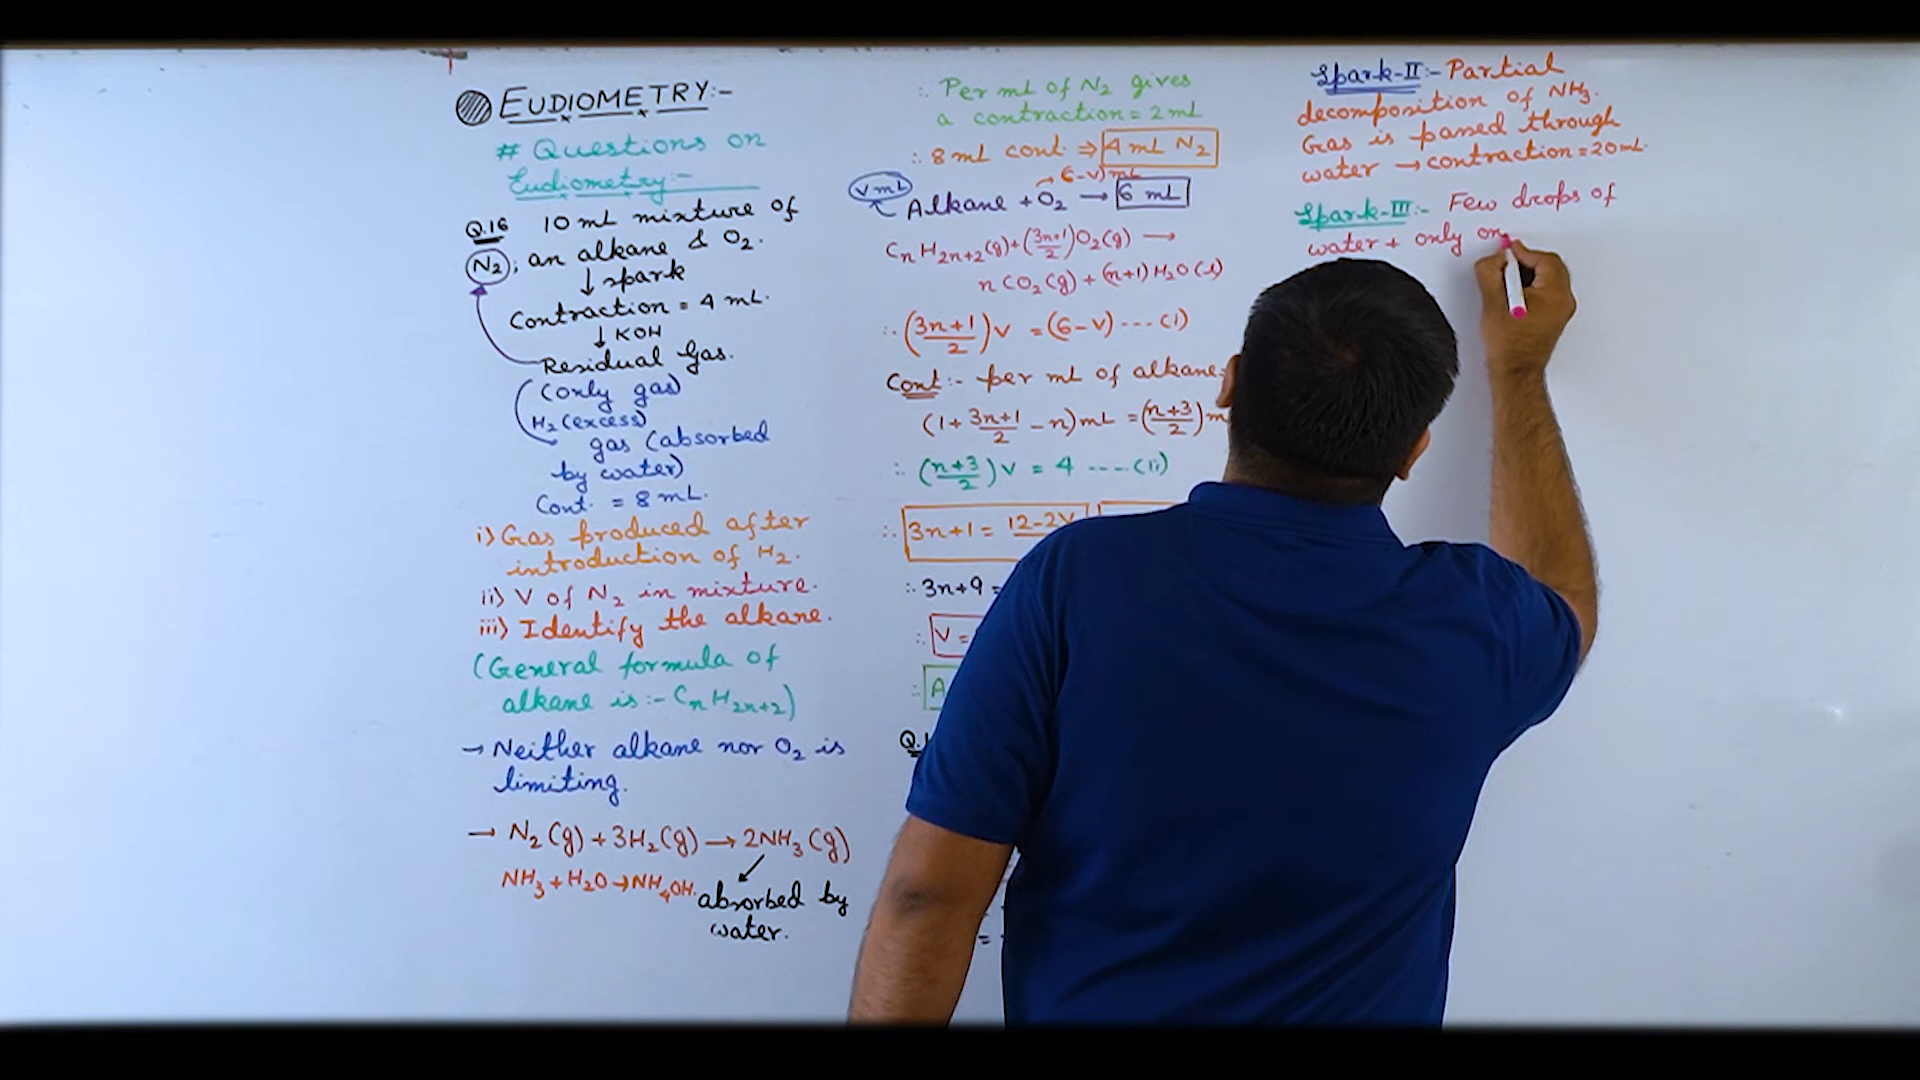 EUDIOMETRY:-
# Questions on
Eudiometry:-
Q.16 10 mL mixture of
N2, an alkane & O2.
↓ spark
Contraction = 4 mL.
↓ KOH
Residual Gas.
(only gas)
H2 (excess)
gas (absorbed
by water)
Cont. = 8 mL.
i) Gas produced after
introduction of H2.
ii) V of N2 in mixture.
iii) Identify the alkane.
(General formula of
alkane is :- CnH2n+2)
→ Neither alkane nor O2 is
limiting.
→ N2(g) + 3H2(g) → 2NH3(g)
NH3 + H2O → NH4OH. absorbed by
water.
∴ Per mL of N2 gives
a contraction = 2 mL
∴ 8 mL cont. ⇒ 4 mL N2
(6-V) mL
V mL Alkane + O2 → 6 mL
CnH2n+2(g) + (3n+1/2)O2(g) →
nCO2(g) + (n+1)H2O(l)
∴ (3n+1/2)V = (6-V) ---- (i)
Cont :- per mL of alkane
(1 + 3n+1/2 - n) mL = (n+3/2) m
∴ (n+3/2)V = 4 ---- (ii)
∴ 3n+1 = 12-2V
∴ 3n+9 =
∴ V =
∴ A
Q.1
=
Spark-II :- Partial
decomposition of NH3.
Gas is passed through
water → contraction = 20 mL.
Spark-III :- Few drops of
water + only on